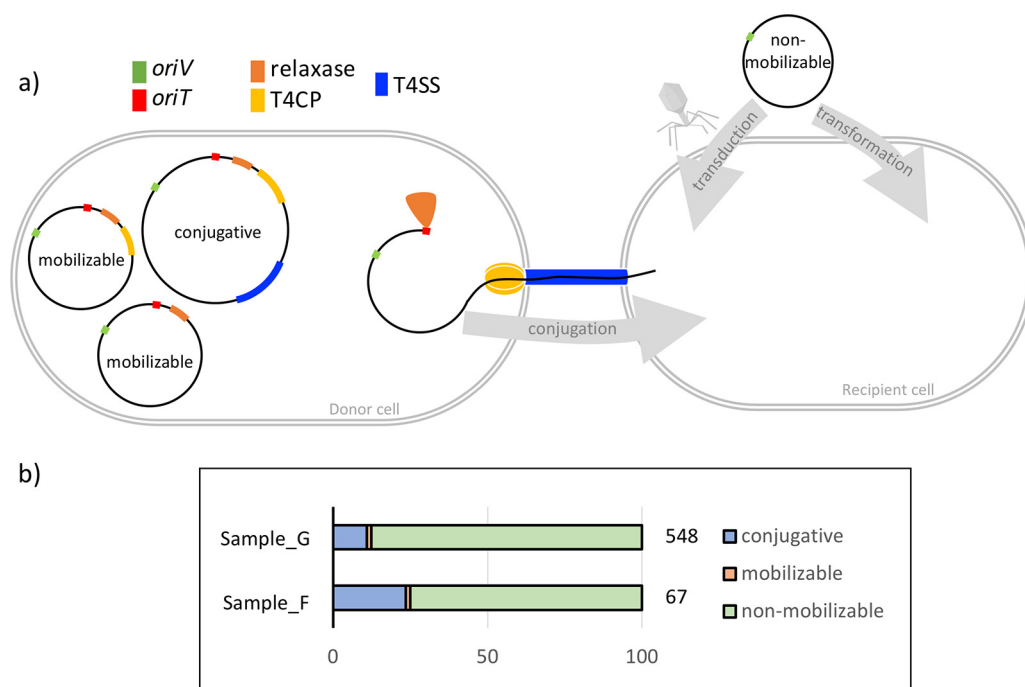 a)
oriV
oriT
relaxase
T4CP
T4SS
non-
mobilizable
transduction
transformation
mobilizable
conjugative
mobilizable
conjugation
Donor cell
Recipient cell
b)
Sample_G
548
conjugative
mobilizable
Sample_F
67
non-mobilizable
0
50
100